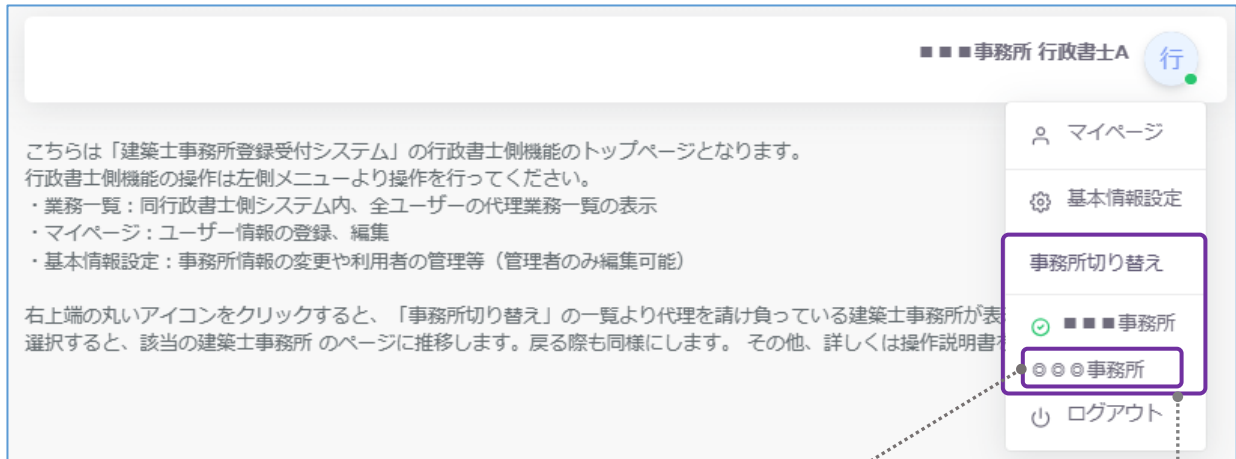 ■■■事務所 行政書士A
行
マイページ
基本情報設定
事務所切り替え
■■■事務所
◎◎◎事務所
ログアウト
こちらは「建築士事務所登録受付システム」の行政書士側機能のトップページとなります。
行政書士側機能の操作は左側メニューより操作を行ってください。
・業務一覧：同行政書士側システム内、全ユーザーの代理業務一覧の表示
・マイページ：ユーザー情報の登録、編集
・基本情報設定：事務所情報の変更や利用者の管理等（管理者のみ編集可能）
右上端の丸いアイコンをクリックすると、「事務所切り替え」の一覧より代理を請け負っている建築士事務所が表
選択すると、該当の建築士事務所 のページに推移します。戻る際も同様にします。 その他、詳しくは操作説明書